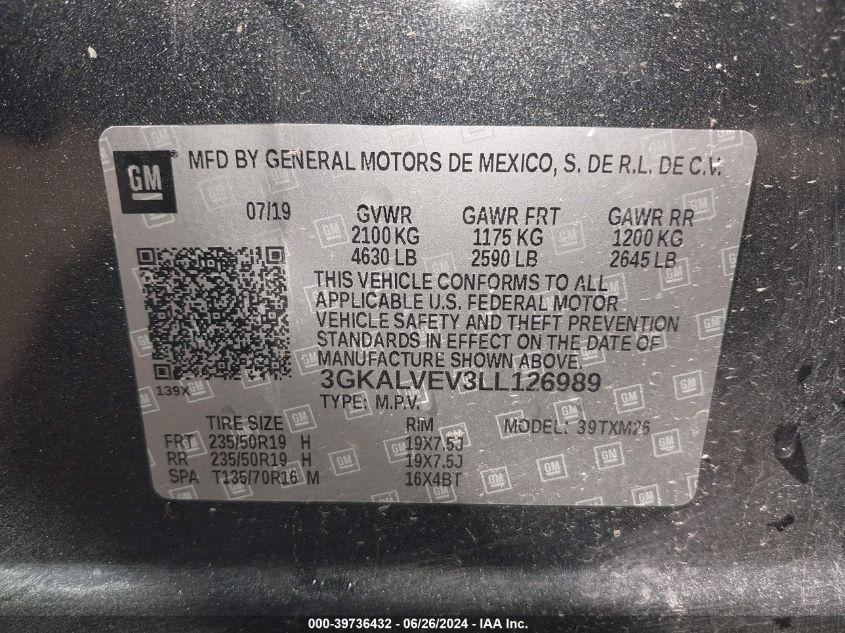 GM ® MFD BY GENERAL MOTORS DE MEXICO, S. DE R.L. DE C.V.
07/19 GVWR GAWR FRT GAWR RR
2100 KG 1175 KG 1200 KG
4630 LB 2590 LB 2645 LB
THIS VEHICLE CONFORMS TO ALL
APPLICABLE U.S. FEDERAL MOTOR
VEHICLE SAFETY AND THEFT PREVENTION
STANDARDS IN EFFECT ON THE DATE OF
MANUFACTURE SHOWN ABOVE.
139X 3GKALVEV3LL126989
TYPE: M.P.V.
TIRE SIZE RIM MODEL: 39TXM26
FRT 235/50R19 H 19X7.5J
RR 235/50R19 H 19X7.5J
SPA T135/70R16 M 16X4BT
000-39736432 - 06/26/2024 - IAA Inc.